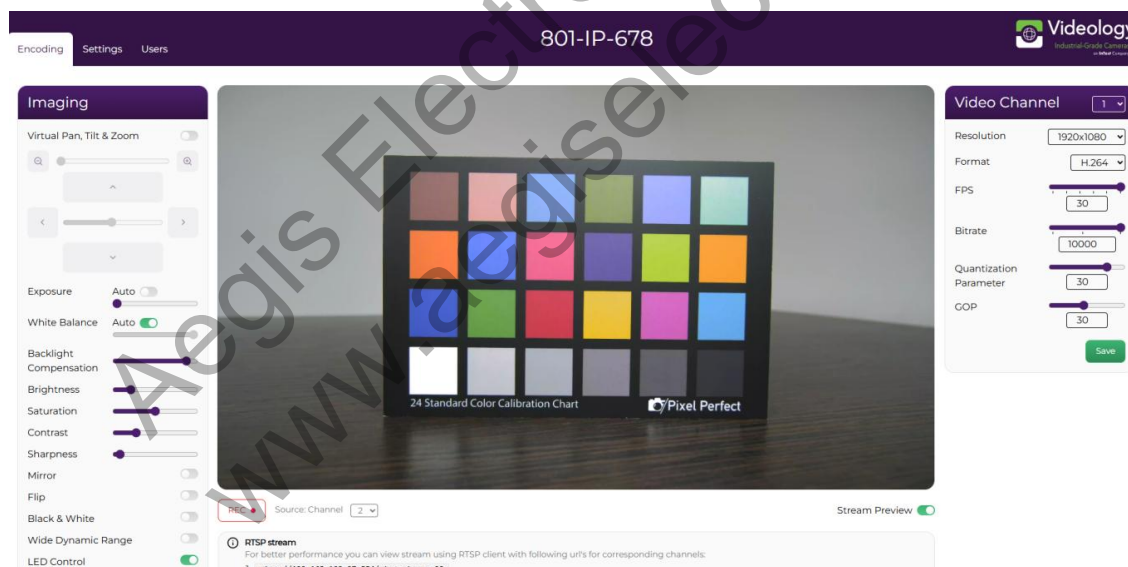 801-IP-678
Videology
Industrial-Grade Cameras
Encoding Settings Users
Imaging
Virtual Pan, Tilt & Zoom
Exposure Auto
White Balance Auto
Backlight
Compensation
Brightness
Saturation
Contrast
Sharpness
Mirror
Flip
Black & White
Wide Dynamic Range
LED Control
24 Standard Color Calibration Chart
Pixel Perfect
REC
Source: Channel 2
Stream Preview
RTSP stream
For better performance you can view stream using RTSP client with following url's for corresponding channels:
Video Channel 1
Resolution 1920x1080
Format H.264
FPS
30
Bitrate
10000
Quantization
Parameter
30
GOP
30
Save